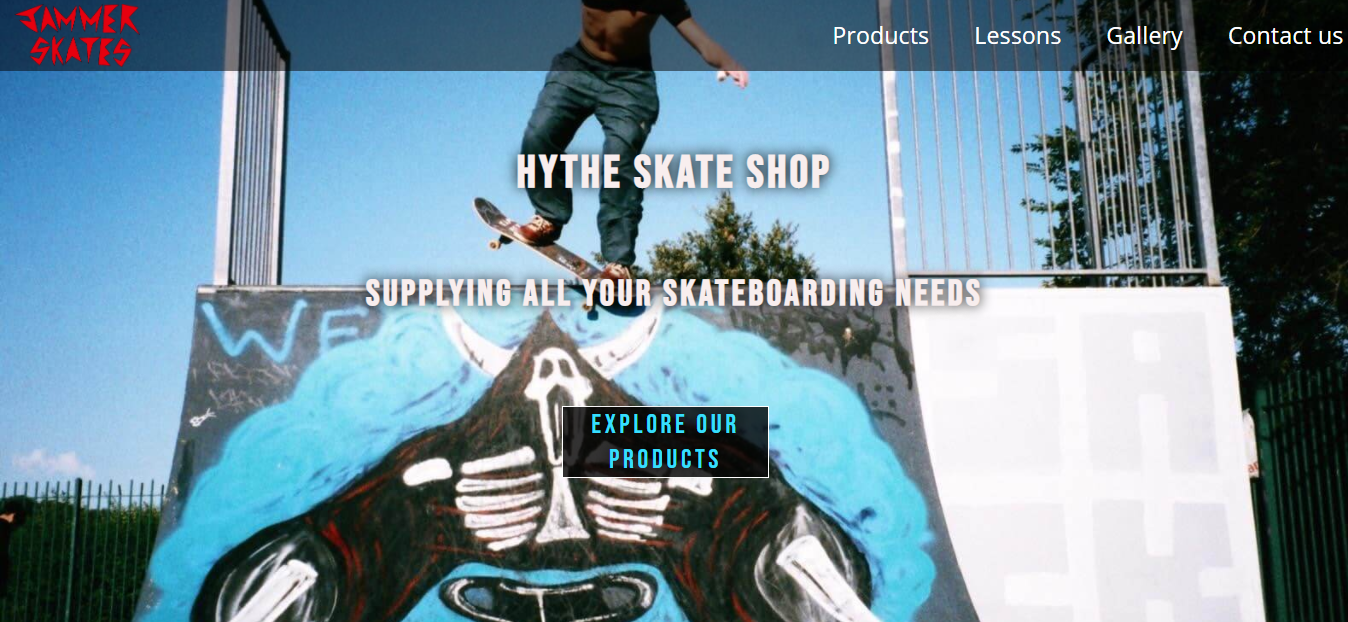 JAMMER
SKATES
Products Lessons Gallery Contact us
HYTHE SKATE SHOP
SUPPLYING ALL YOUR SKATEBOARDING NEEDS
WE
EXPLORE OUR
PRODUCTS